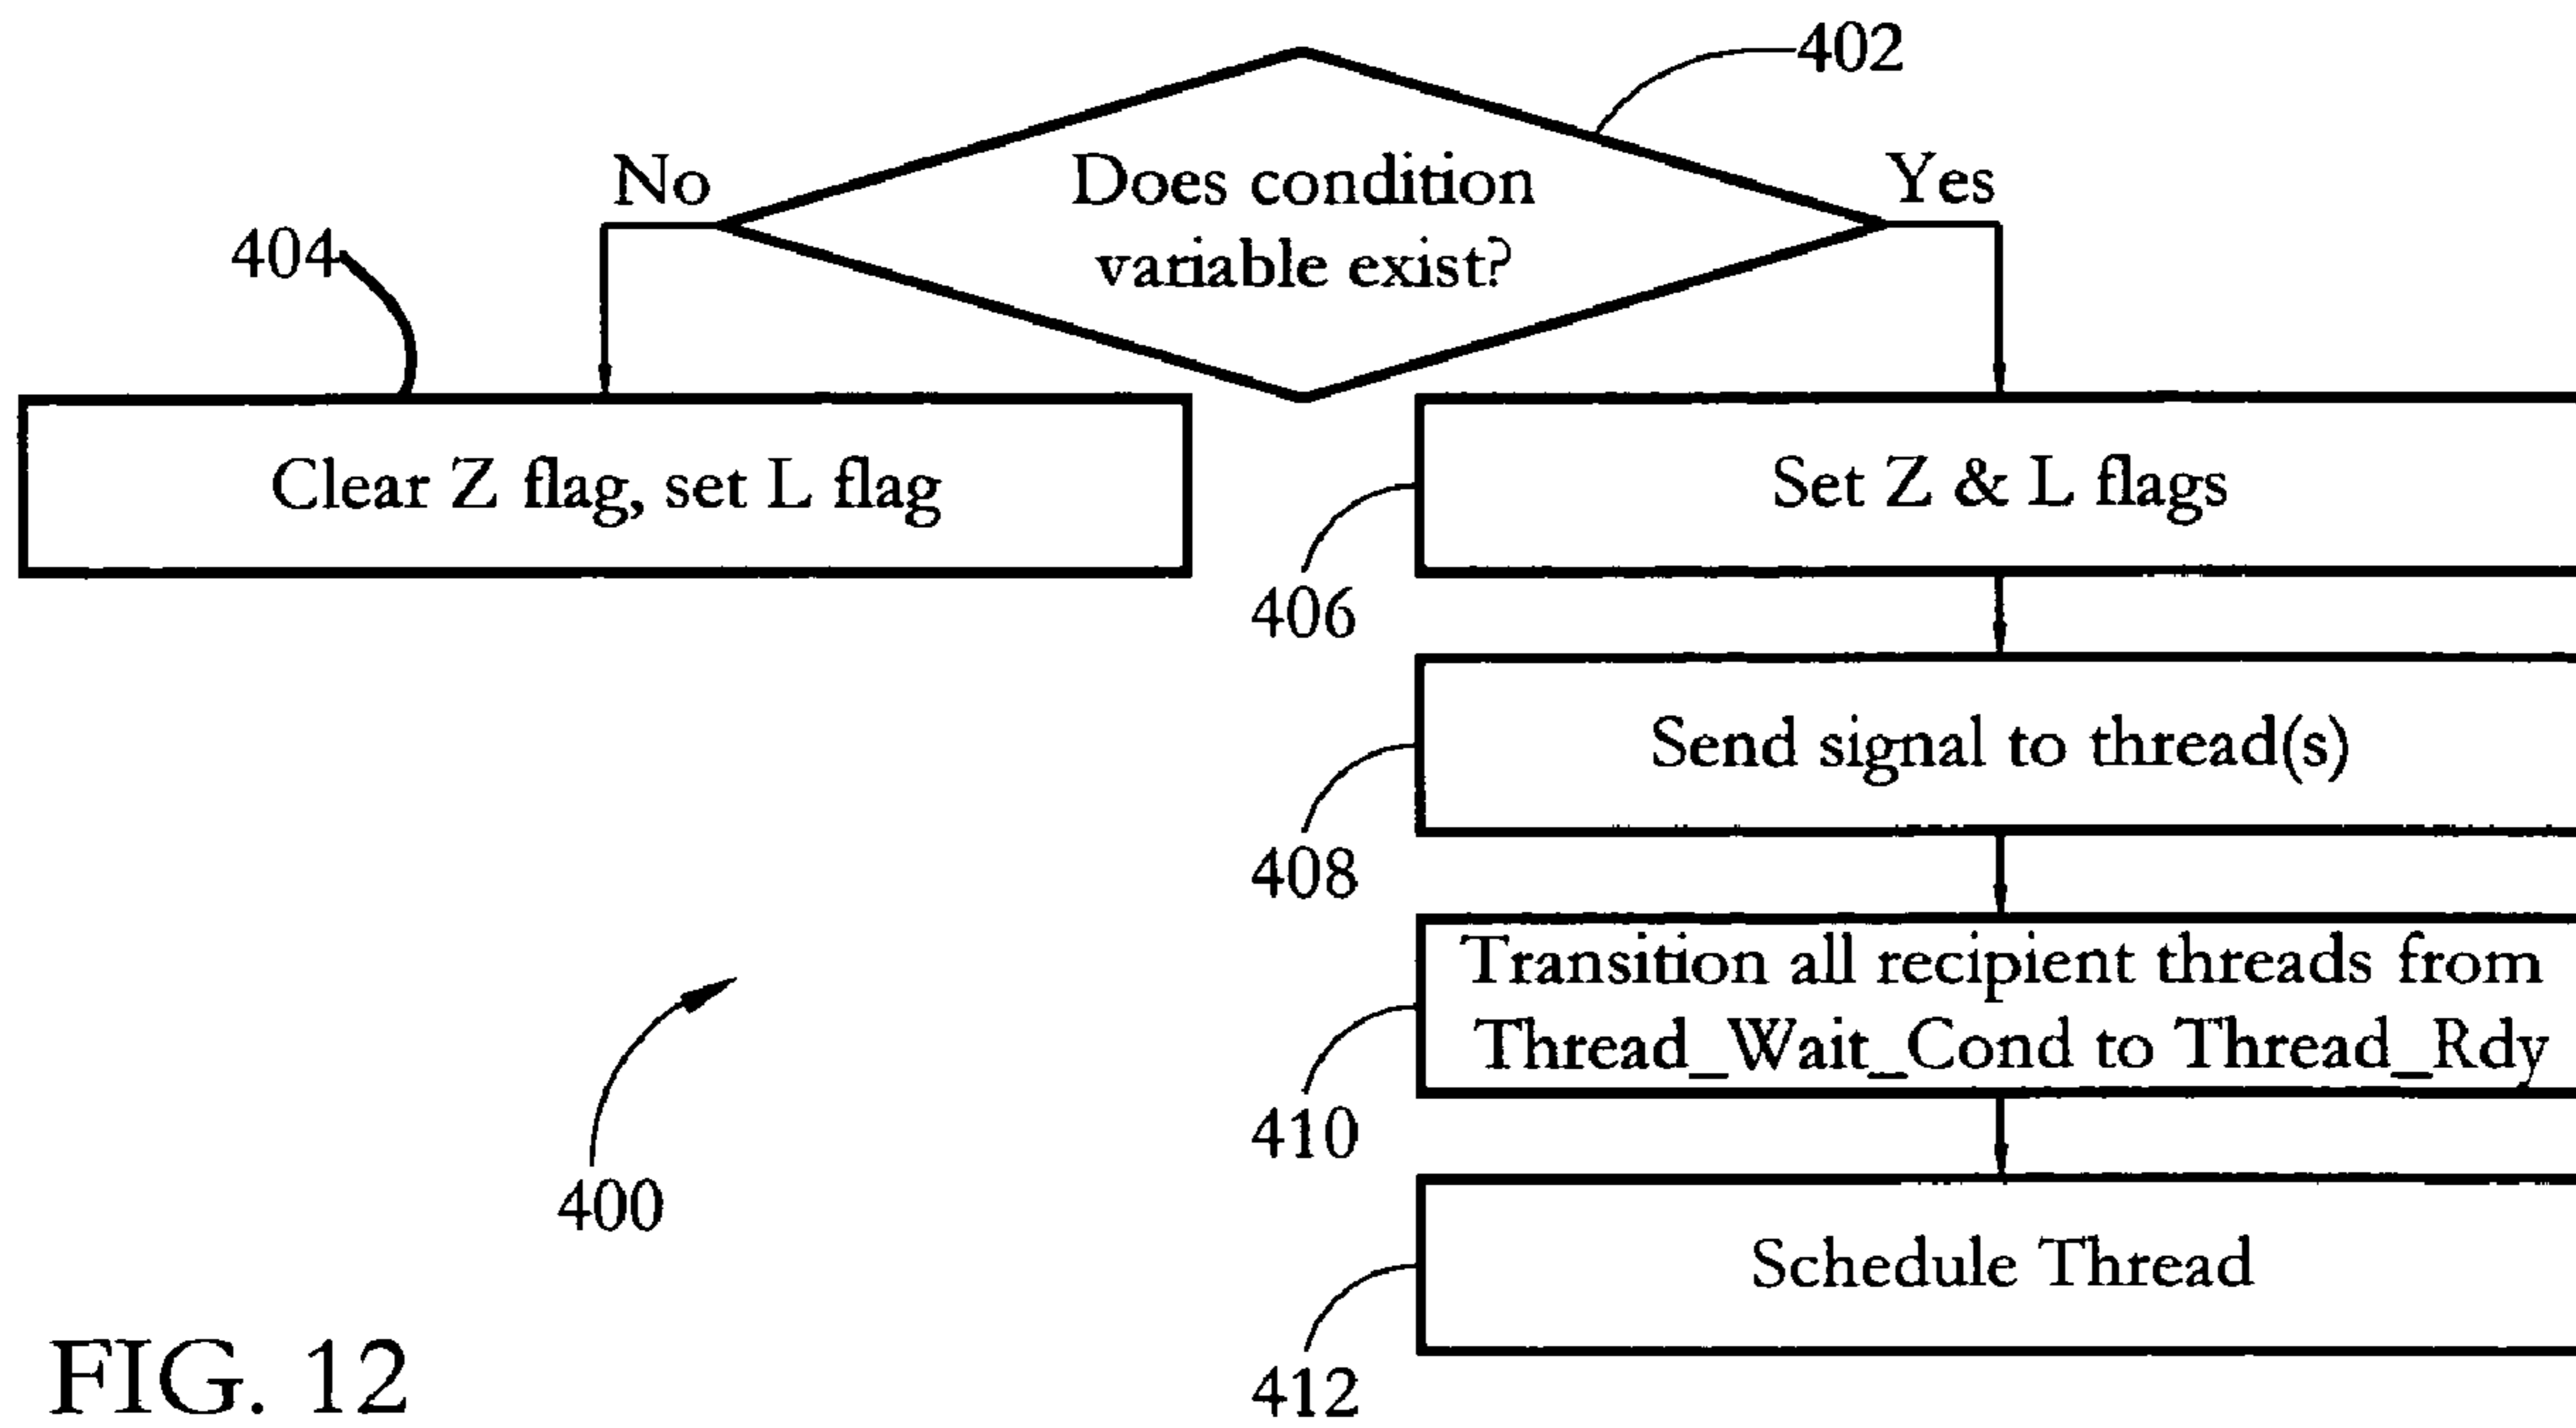 402
No
Does condition
variable exist?
Yes
404
Clear Z flag, set L flag
Set Z & L flags
406
Send signal to thread(s)
408
Transition all recipient threads from
Thread_Wait_Cond to Thread_Rdy
410
400
Schedule Thread
412
FIG. 12